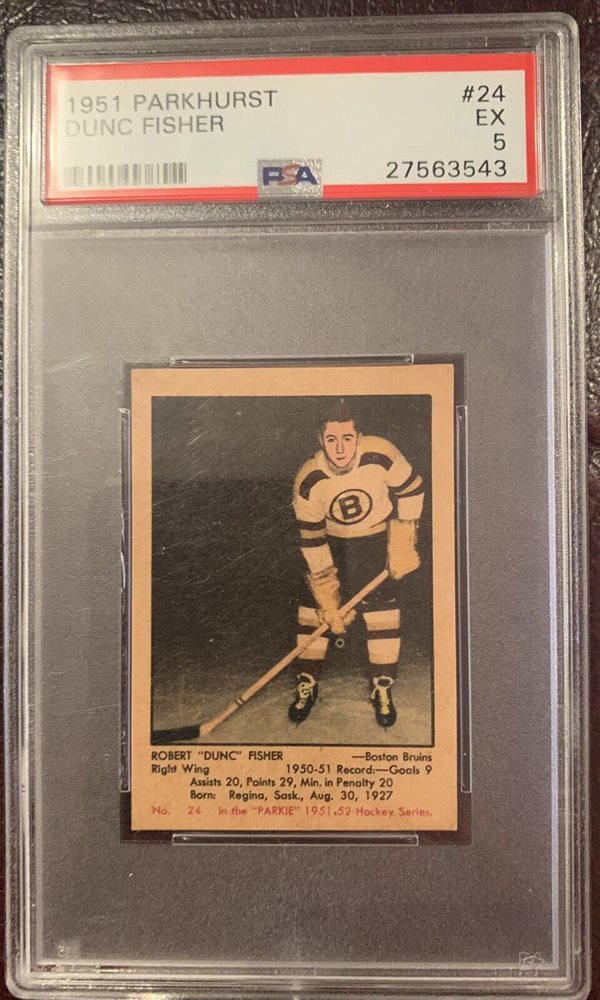 1951 PARKHURST #24
DUNC FISHER EX
5
PSA 27563543
B
ROBERT "DUNC" FISHER —Boston Bruins
Right Wing 1950-51 Record:—Goals 9
Assists 20, Points 29, Min. in Penalty 20
Born: Regina, Sask., Aug. 30, 1927
No. 24 in the "PARKIE" 1951-52 Hockey Series.